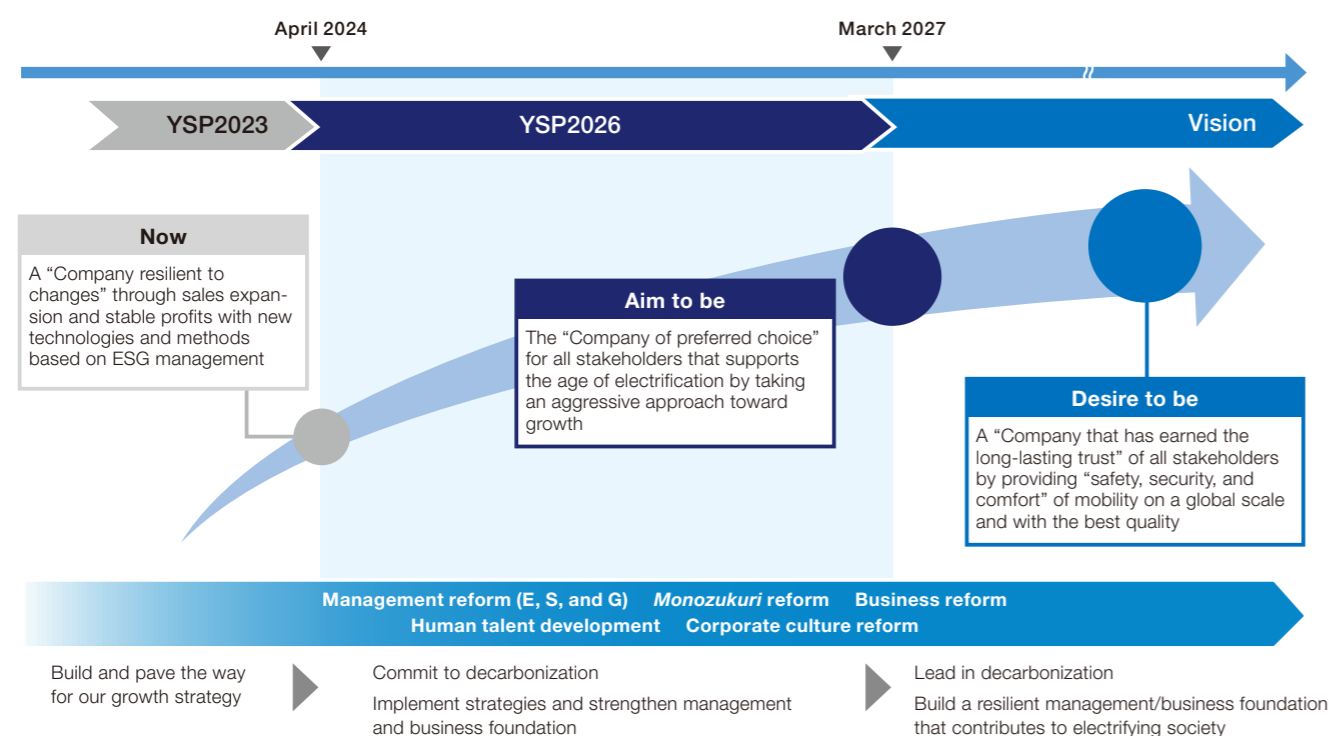 April 2024
March 2027
YSP2023
YSP2026
Vision
Now
A “Company resilient to
changes” through sales expan-
sion and stable profits with new
technologies and methods
based on ESG management
Aim to be
The “Company of preferred choice”
for all stakeholders that supports
the age of electrification by taking
an aggressive approach toward
growth
Desire to be
A “Company that has earned the
long-lasting trust” of all stakeholders
by providing “safety, security, and
comfort” of mobility on a global scale
and with the best quality
Management reform (E, S, and G) Monozukuri reform Business reform
Human talent development Corporate culture reform
Build and pave the way
for our growth strategy
Commit to decarbonization
Implement strategies and strengthen management
and business foundation
Lead in decarbonization
Build a resilient management/business foundation
that contributes to electrifying society